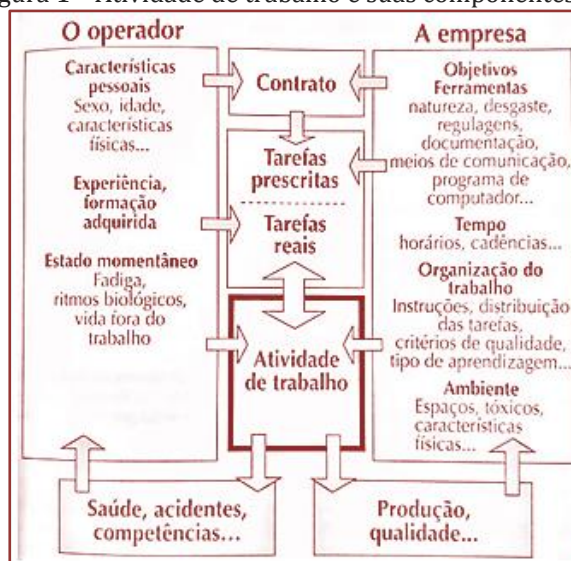 gura 1 - Atividade de trabalho e suas componentes
O operador
Características
pessoais
Sexo, idade,
características
físicas...
Experiência,
formação
adquirida
Estado momentâneo
Fadiga,
ritmos biológicos,
vida fora do
trabalho
Contrato
Tarefas
prescritas
Tarefas
reais
Atividade
de trabalho
A empresa
Objetivos
Ferramentas
natureza, desgaste,
regulagens,
documentação,
meios de comunicação,
programa de
computador...
Tempo
horários, cadências...
Organização do
trabalho
Instruções, distribuição
das tarefas,
critérios de qualidade,
tipo de aprendizagem...
Ambiente
Espaços, tóxicos,
características
físicas...
Saúde, acidentes,
competências...
Produção,
qualidade...